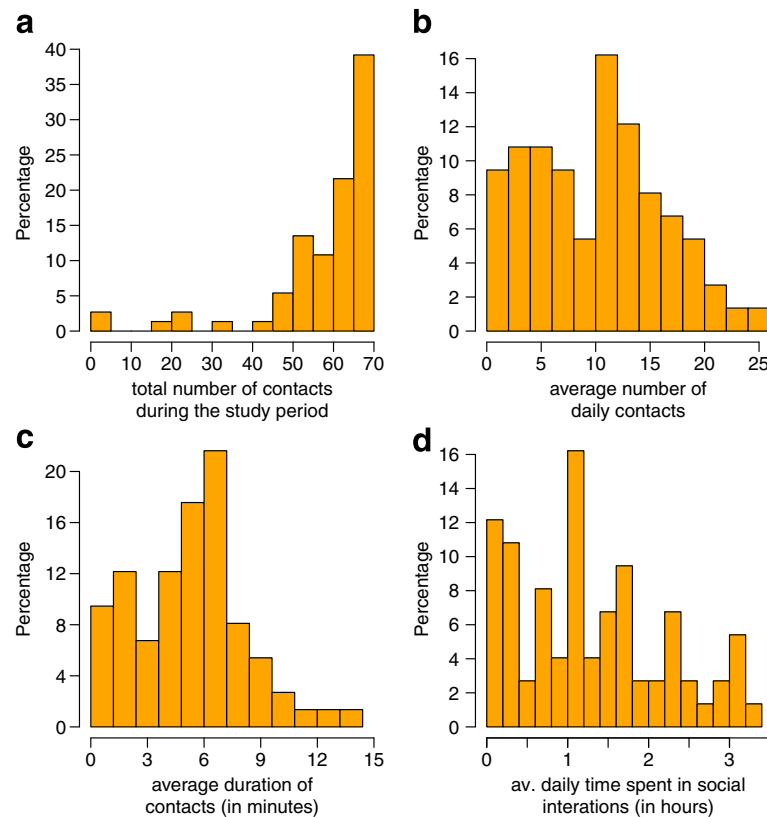 a
40
35
30
25
20
15
10
5
0
Percentage
0 10 20 30 40 50 60 70
total number of contacts
during the study period
b
16
14
12
10
8
6
4
2
0
Percentage
0 5 10 15 20 25
average number of
daily contacts
c
20
16
12
8
4
0
Percentage
0 3 6 9 12 15
average duration of
contacts (in minutes)
d
16
14
12
10
8
6
4
2
0
Percentage
0 1 2 3
av. daily time spent in social
interations (in hours)